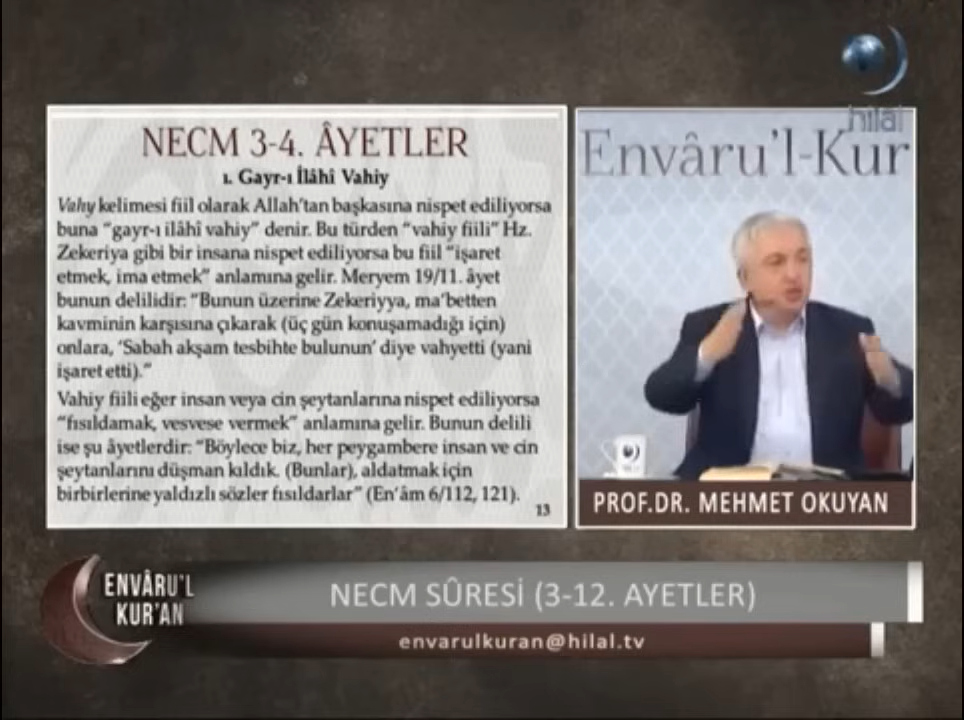 hilal
NECM 3-4. ÂYETLER
1. Gayr-ı İlâhî Vahiy
Vahy kelimesi fiil olarak Allah'tan başkasına nispet ediliyorsa
buna "gayr-ı ilâhî vahiy" denir. Bu türden "vahiy fiili" Hz.
Zekeriya gibi bir insana nispet ediliyorsa bu fiil "işaret
etmek, ima etmek" anlamına gelir. Meryem 19/11. âyet
bunun delilidir: "Bunun üzerine Zekeriyya, ma'betten
kavminin karşısına çıkarak (üç gün konuşamadığı için)
onlara, 'Sabah akşam tesbihte bulunun' diye vahyetti (yani
işaret etti)."
Vahiy fiili eğer insan veya cin şeytanlarına nispet ediliyorsa
"fısıldamak, vesvese vermek" anlamına gelir. Bunun delili
ise şu âyetlerdir: "Böylece biz, her peygambere insan ve cin
şeytanlarını düşman kıldık. (Bunlar), aldatmak için
birbirlerine yaldızlı sözler fısıldarlar" (En'âm 6/112, 121).
13
Envâru'l-Kur
PROF.DR. MEHMET OKUYAN
ENVÂRU'L
KUR'AN
NECM SÛRESİ (3-12. AYETLER)
envarulkuran@hilal.tv